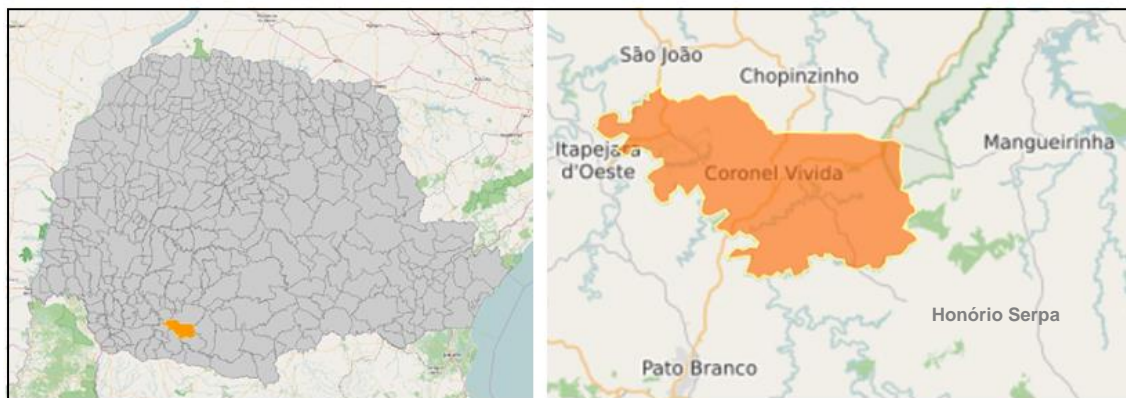 São João
Chopinzinho
Mangueirinha
Itapejara
d'Oeste
Coronel Vivida
Honório Serpa
Pato Branco